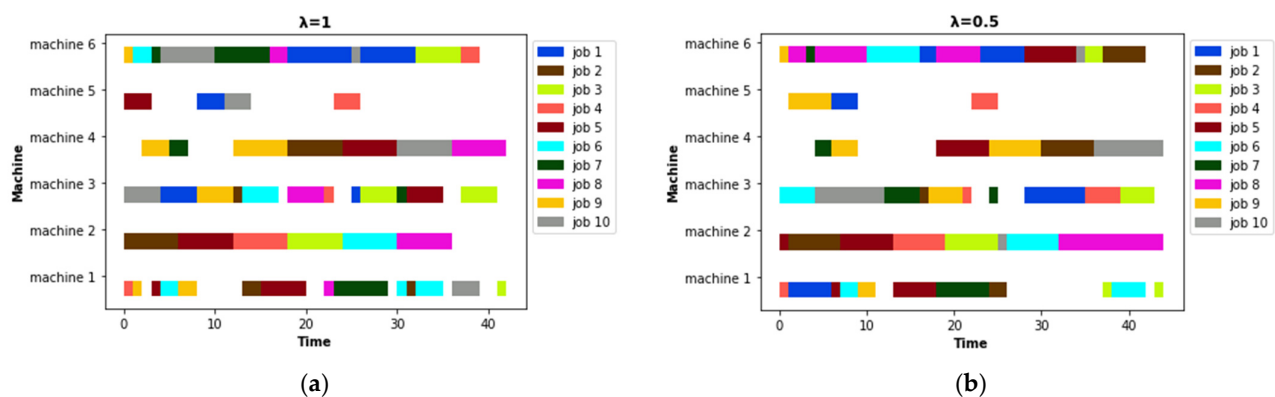 λ=1
machine 6
machine 5
machine 4
machine 3
machine 2
machine 1
Machine
0 10 20 30 40
Time
job 1
job 2
job 3
job 4
job 5
job 6
job 7
job 8
job 9
job 10
(a)
λ=0.5
machine 6
machine 5
machine 4
machine 3
machine 2
machine 1
Machine
0 10 20 30 40
Time
job 1
job 2
job 3
job 4
job 5
job 6
job 7
job 8
job 9
job 10
(b)